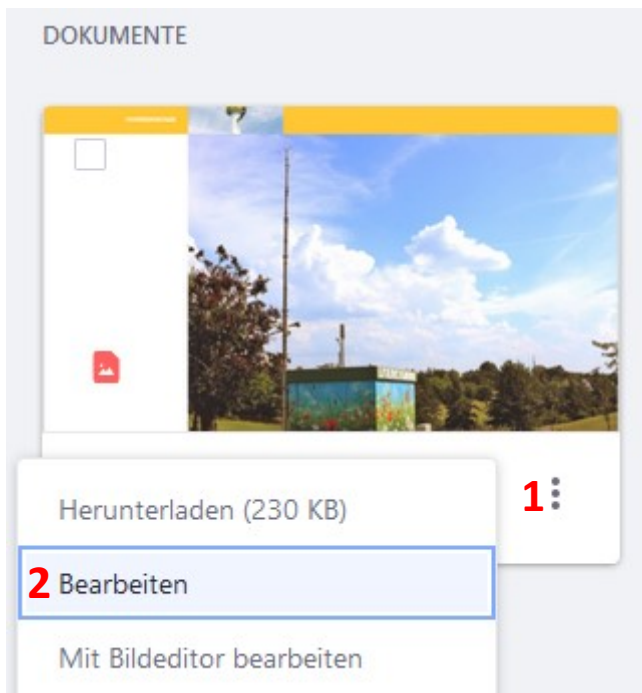 DOKUMENTE
1
Herunterladen (230 KB)
2 Bearbeiten
Mit Bildeditor bearbeiten